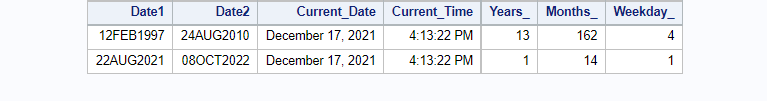 Date1 Date2 Current_Date Current_Time Years_ Months_ Weekday_
12FEB1997 24AUG2010 December 17, 2021 4:13:22 PM 13 162 4
22AUG2021 08OCT2022 December 17, 2021 4:13:22 PM 1 14 1